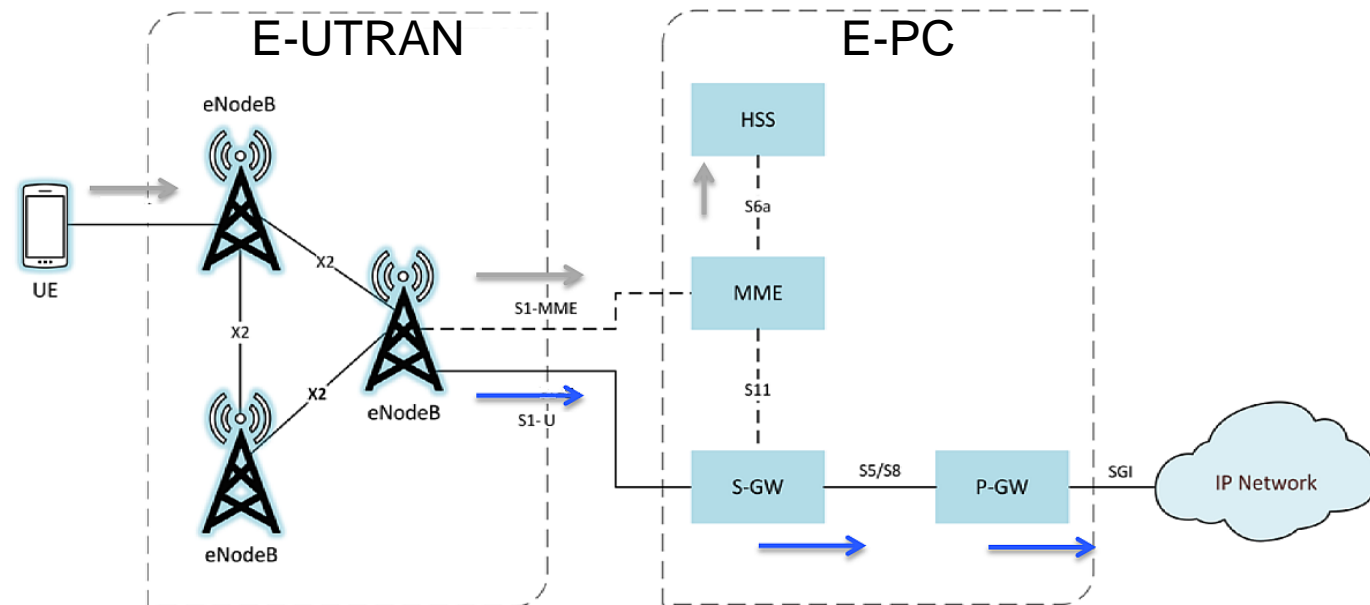 E-UTRAN
E-PC
eNodeB
HSS
S6a
UE
X2
S1-MME
MME
X2
X2
S11
eNodeB
S1-U
S-GW
S5/S8
P-GW
SGI
IP Network
eNodeB